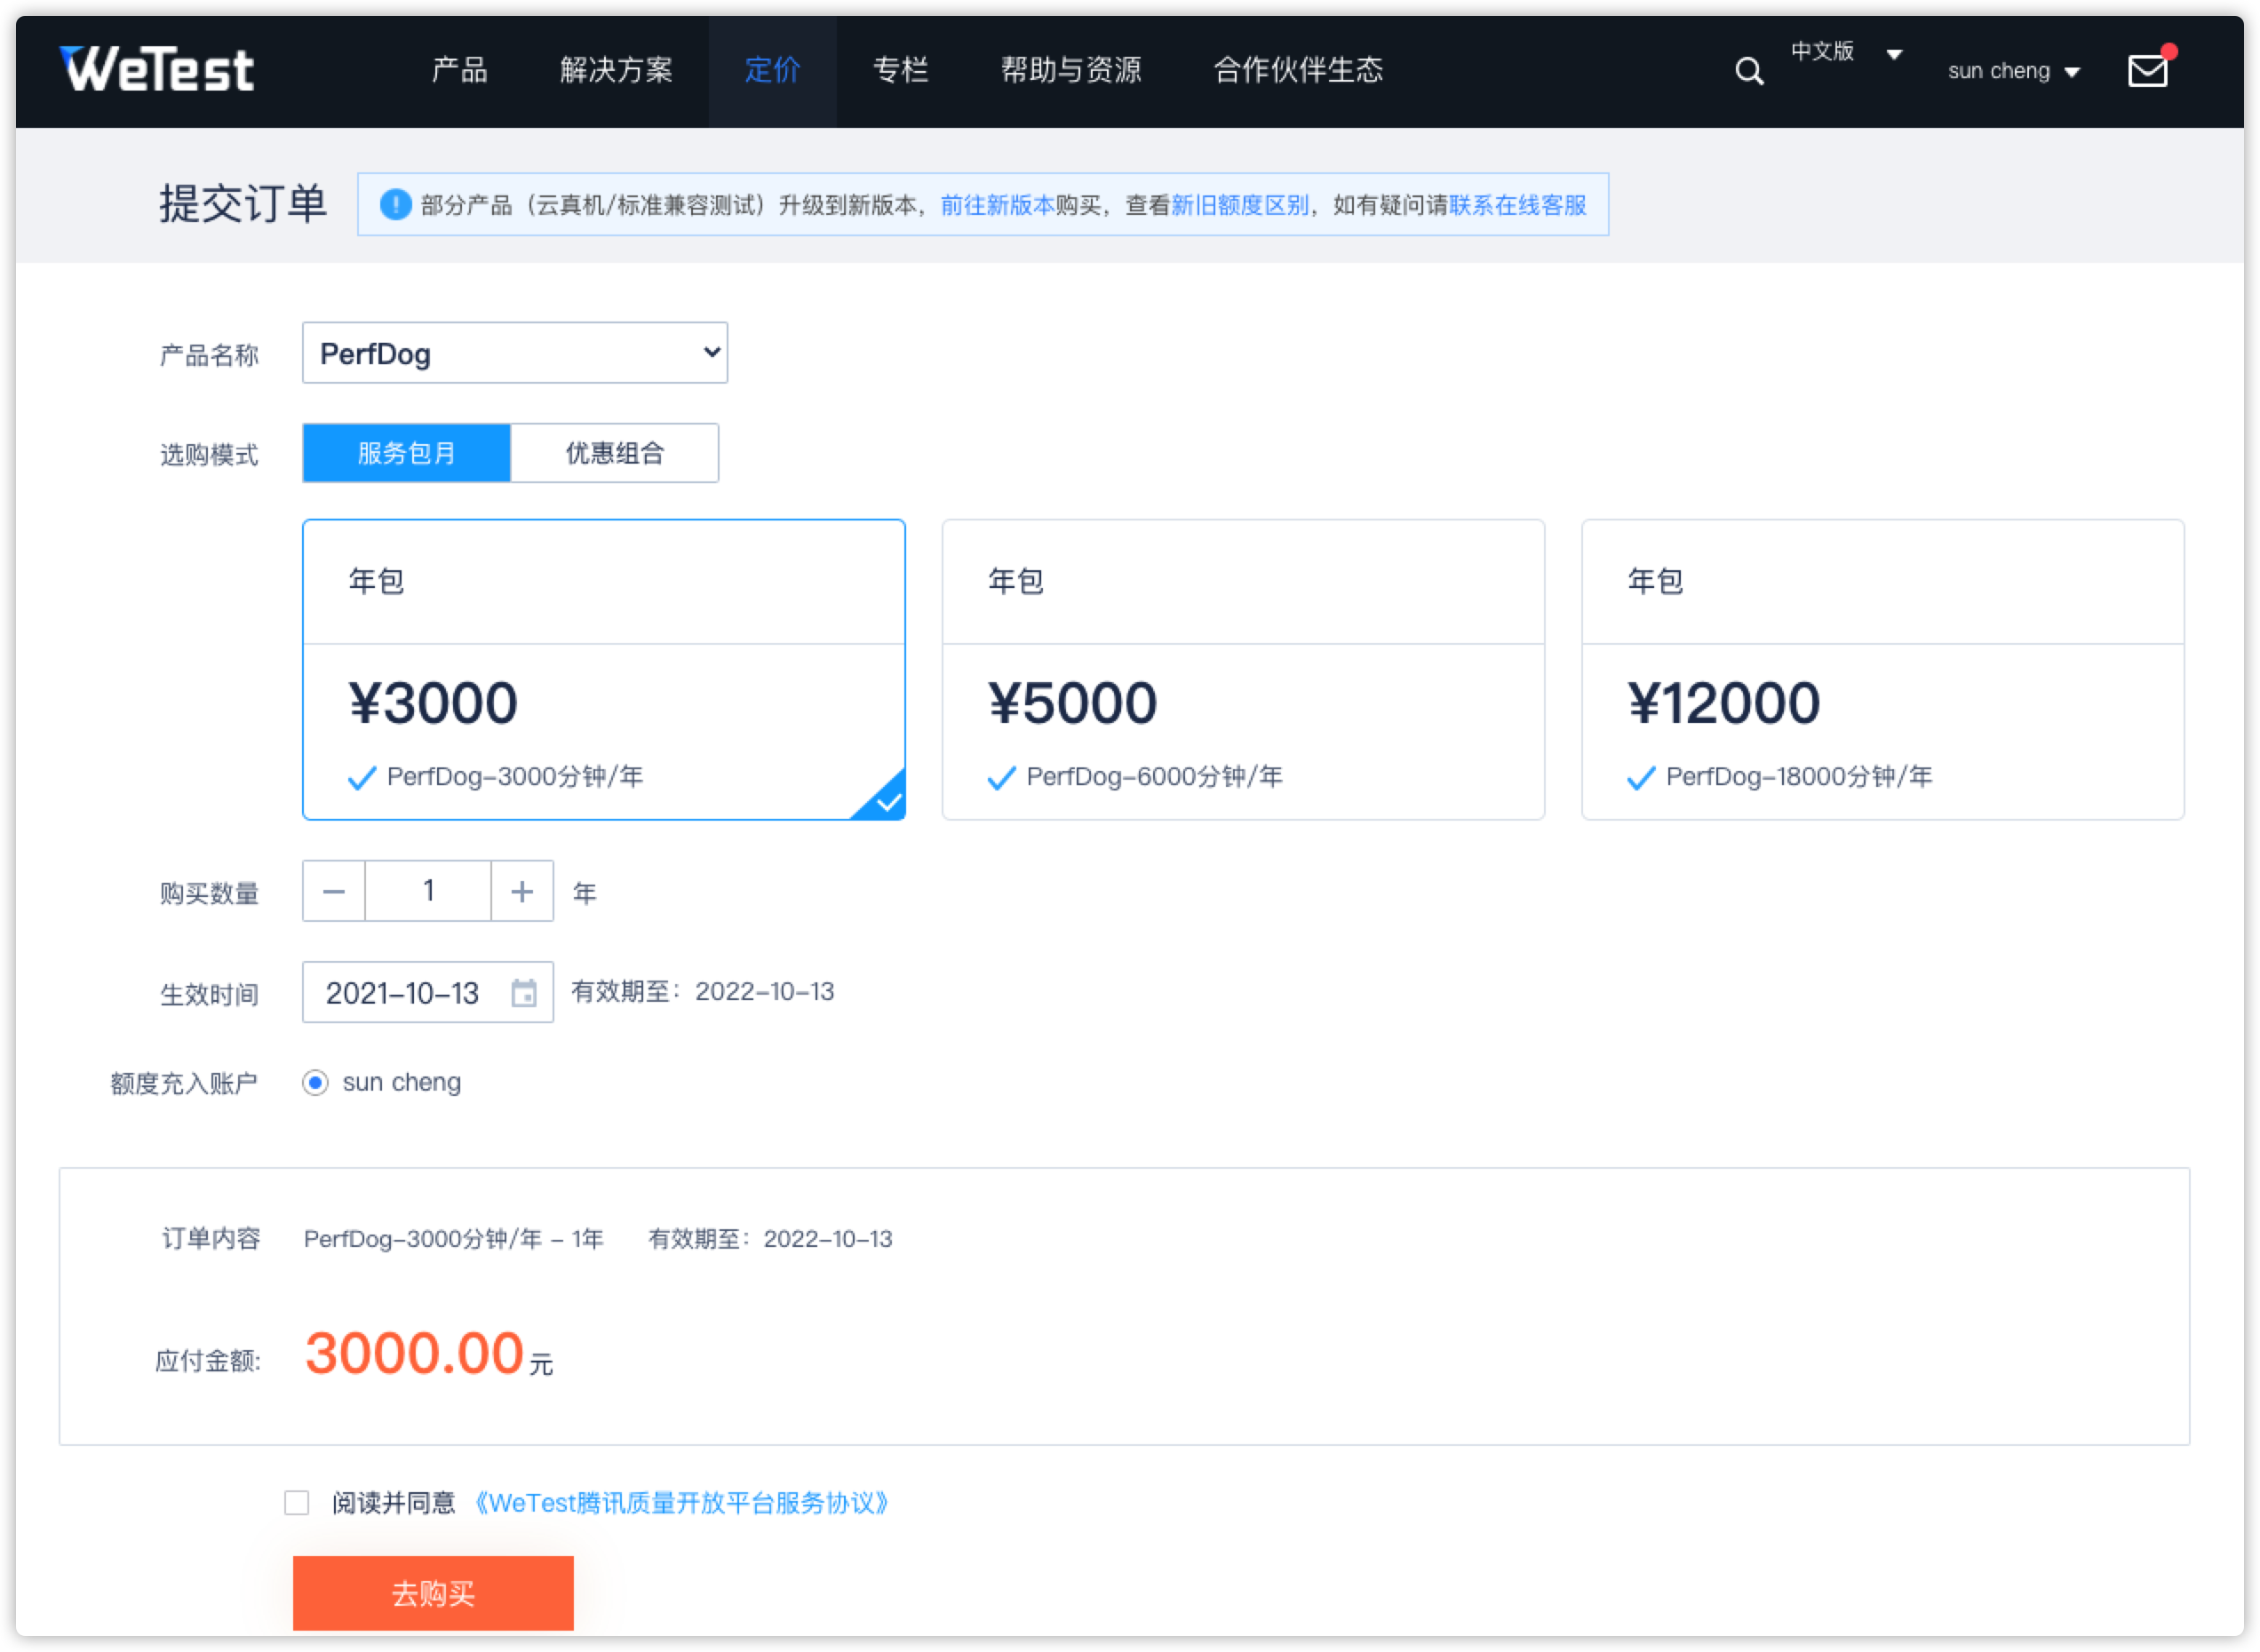 WeTest 产品 解决方案 定价 专栏 帮助与资源 合作伙伴生态 中文版 sun cheng
提交订单 部分产品（云真机/标准兼容测试）升级到新版本，前往新版本购买，查看新旧额度区别，如有疑问请联系在线客服
产品名称 PerfDog
选购模式 服务包月 优惠组合
年包 年包 年包
¥3000 ¥5000 ¥12000
PerfDog-3000分钟/年 PerfDog-6000分钟/年 PerfDog-18000分钟/年
购买数量 1 年
生效时间 2021-10-13 有效期至：2022-10-13
额度充入账户 sun cheng
订单内容 PerfDog-3000分钟/年 - 1年 有效期至：2022-10-13
应付金额: 3000.00 元
阅读并同意 《WeTest腾讯质量开放平台服务协议》
去购买